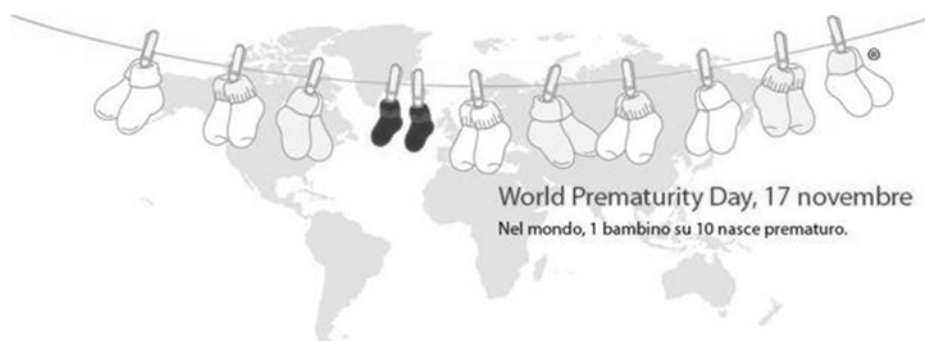 ®
World Prematurity Day, 17 novembre
Nel mondo, 1 bambino su 10 nasce prematuro.